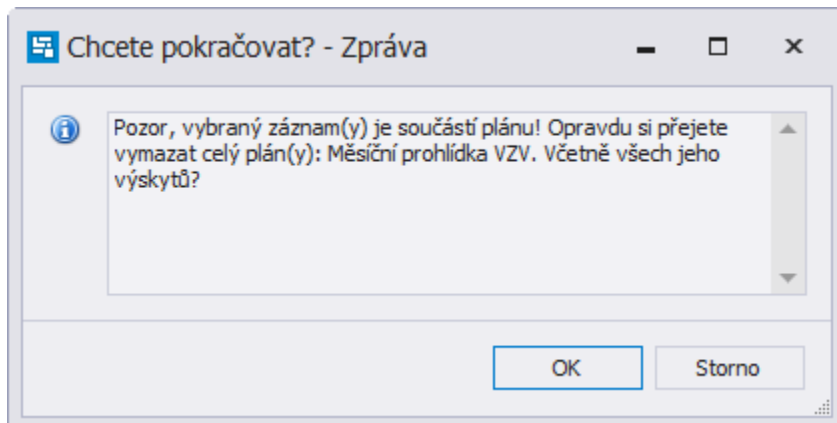 Chcete pokračovat? - Zpráva
Pozor, vybraný záznam(y) je součástí plánu! Opravdu si přejete
vymazat celý plán(y): Měsíční prohlídka VZV. Včetně všech jeho
výskytů?
OK
Storno